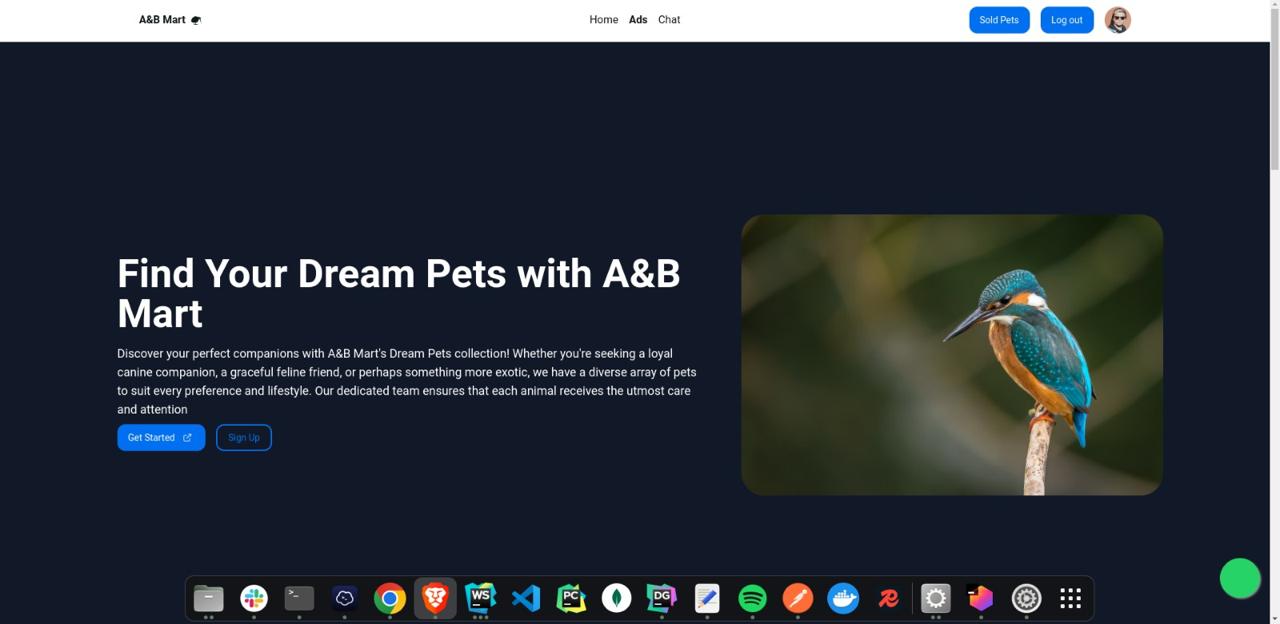 A&B Mart
Home Ads Chat
Sold Pets
Log out
Find Your Dream Pets with A&B
Mart
Discover your perfect companions with A&B Mart's Dream Pets collection! Whether you're seeking a loyal
canine companion, a graceful feline friend, or perhaps something more exotic, we have a diverse array of pets
to suit every preference and lifestyle. Our dedicated team ensures that each animal receives the utmost care
and attention
Get Started
Sign Up
>_
WS
PC
DG